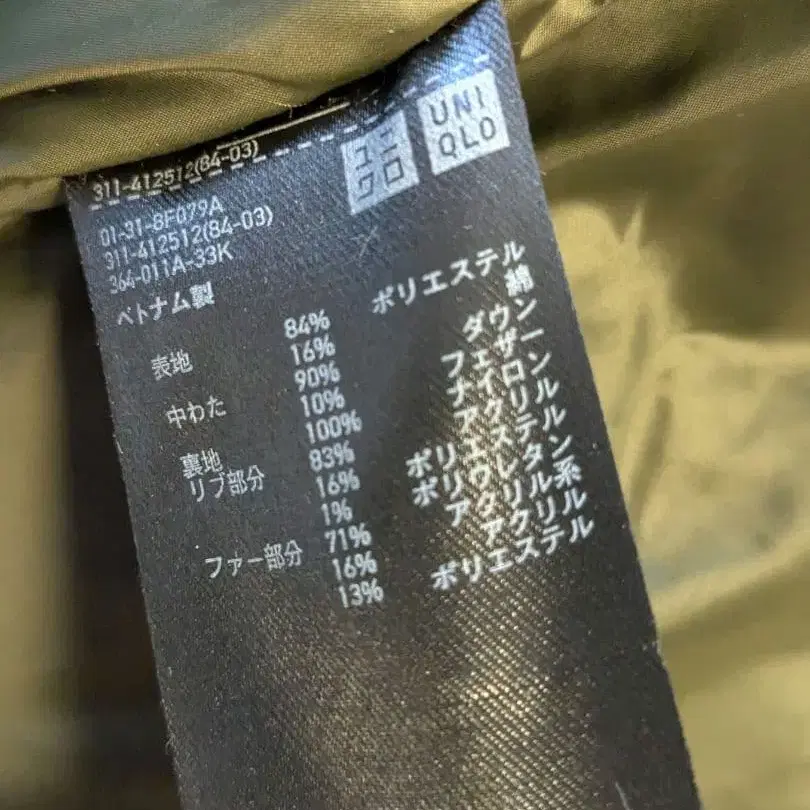 ユニ
クロ
UNI
QLO
311-412512(84-03)
01-31-8F079A
311-412512(84-03)
364-011A-33K
ベトナム製
表地 84% ポリエステル
16% 綿
中わた 90% ダウン
10% フェザー
裏地 100% ナイロン
リブ部分 83% アクリル
16% ポリエステル
1% ポリウレタン
ファー部分 71% アクリル系
16% アクリル
13% ポリエステル